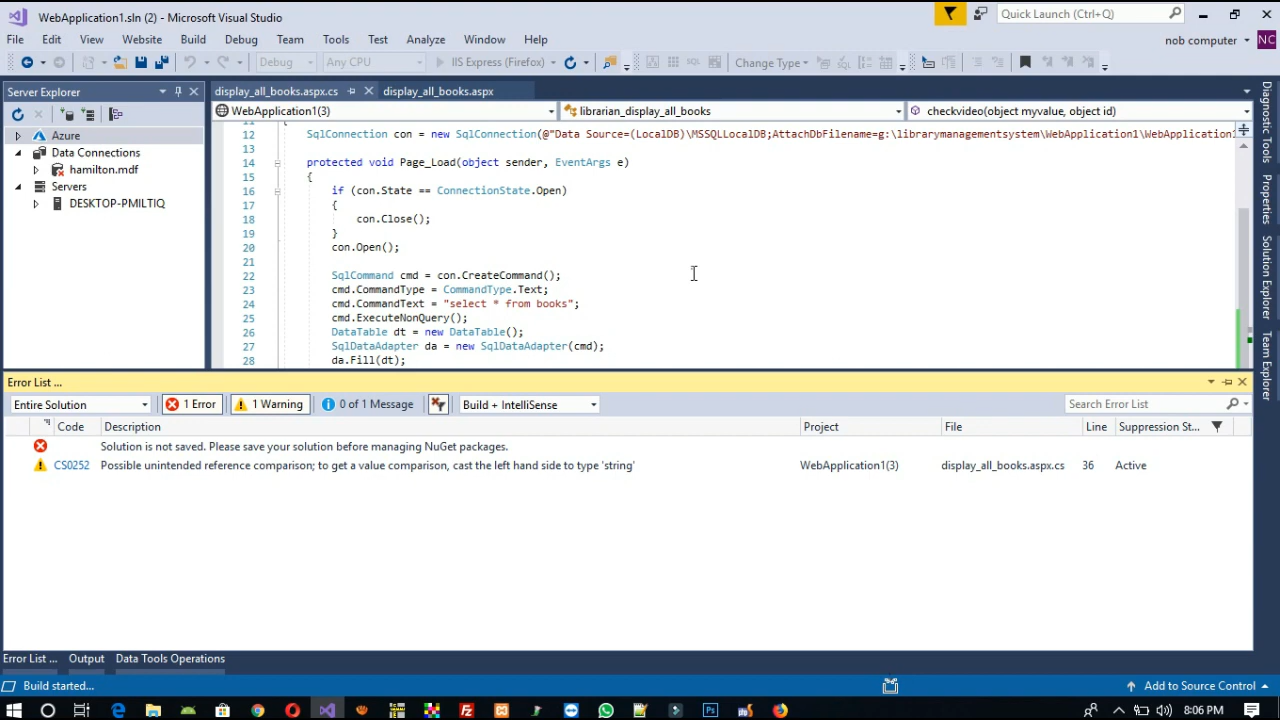 WebApplication1.sln (2) - Microsoft Visual Studio
Quick Launch (Ctrl+Q)
File Edit View Website Build Debug Team Tools Test Analyze Window Help
nob computer NC
Debug Any CPU IIS Express (Firefox) SQL Change Type
Server Explorer
Azure
Data Connections
hamilton.mdf
Servers
DESKTOP-PMILTIQ
display_all_books.aspx.cs display_all_books.aspx
WebApplication1(3) librarian_display_all_books checkvideo(object myvalue, object id)
11 {
12 SqlConnection con = new SqlConnection(@"Data Source=(LocalDB)\MSSQLLocalDB;AttachDbFilename=g:\librarymanagementsystem\WebApplication1\WebApplication1
13
14 protected void Page_Load(object sender, EventArgs e)
15 {
16 if (con.State == ConnectionState.Open)
17 {
18 con.Close();
19 }
20 con.Open();
21
22 SqlCommand cmd = con.CreateCommand();
23 cmd.CommandType = CommandType.Text;
24 cmd.CommandText = "select * from books";
25 cmd.ExecuteNonQuery();
26 DataTable dt = new DataTable();
27 SqlDataAdapter da = new SqlDataAdapter(cmd);
28 da.Fill(dt);
Diagnostic Tools
Properties
Solution Explorer
Team Explorer
Error List ...
Entire Solution 1 Error 1 Warning 0 of 1 Message Build + IntelliSense Search Error List
Code Description Project File Line Suppression St...
Solution is not saved. Please save your solution before managing NuGet packages.
CS0252 Possible unintended reference comparison; to get a value comparison, cast the left hand side to type 'string' WebApplication1(3) display_all_books.aspx.cs 36 Active
Error List ... Output Data Tools Operations
Build started... Add to Source Control
8:06 PM